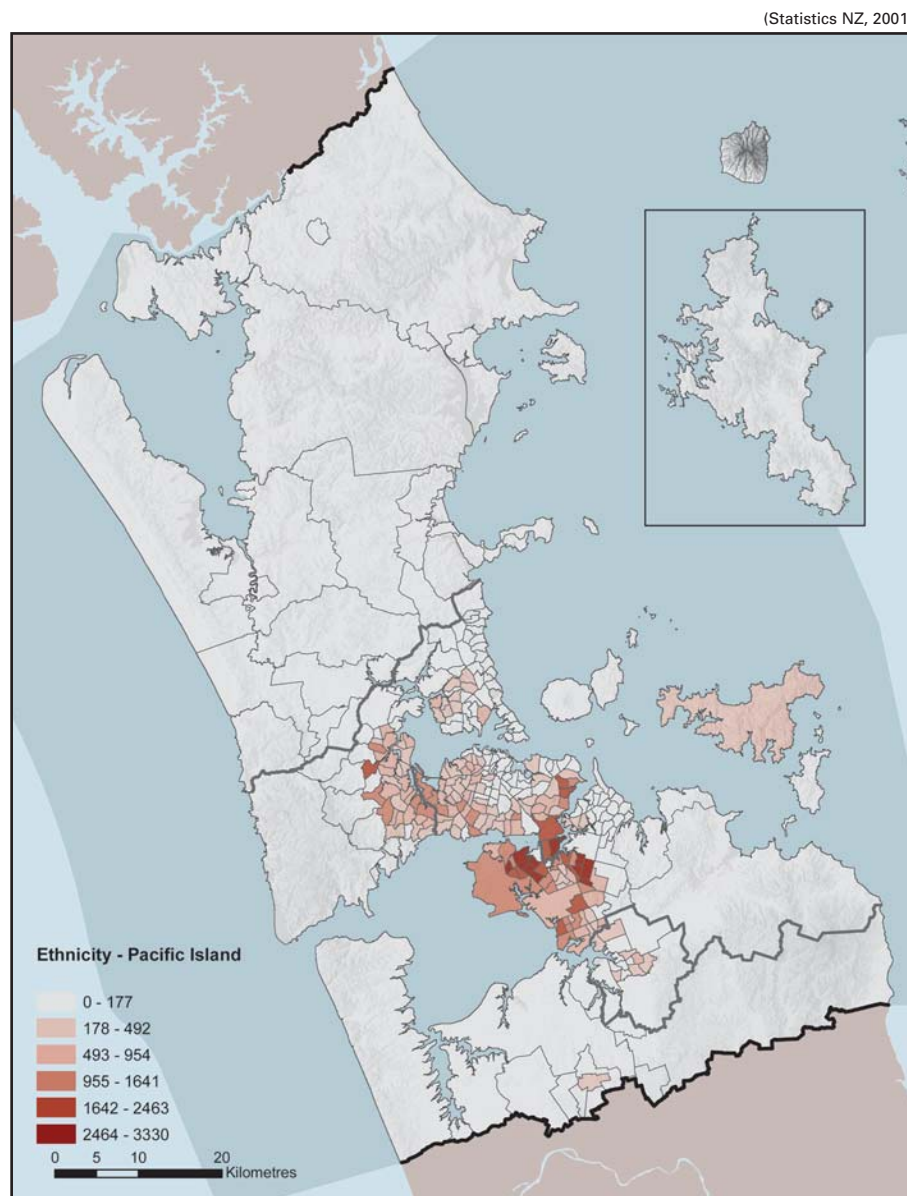 (Statistics NZ, 2001
Ethnicity - Pacific Island
0 - 177
178 - 492
493 - 954
955 - 1641
1642 - 2463
2464 - 3330
0 5 10 20
Kilometres